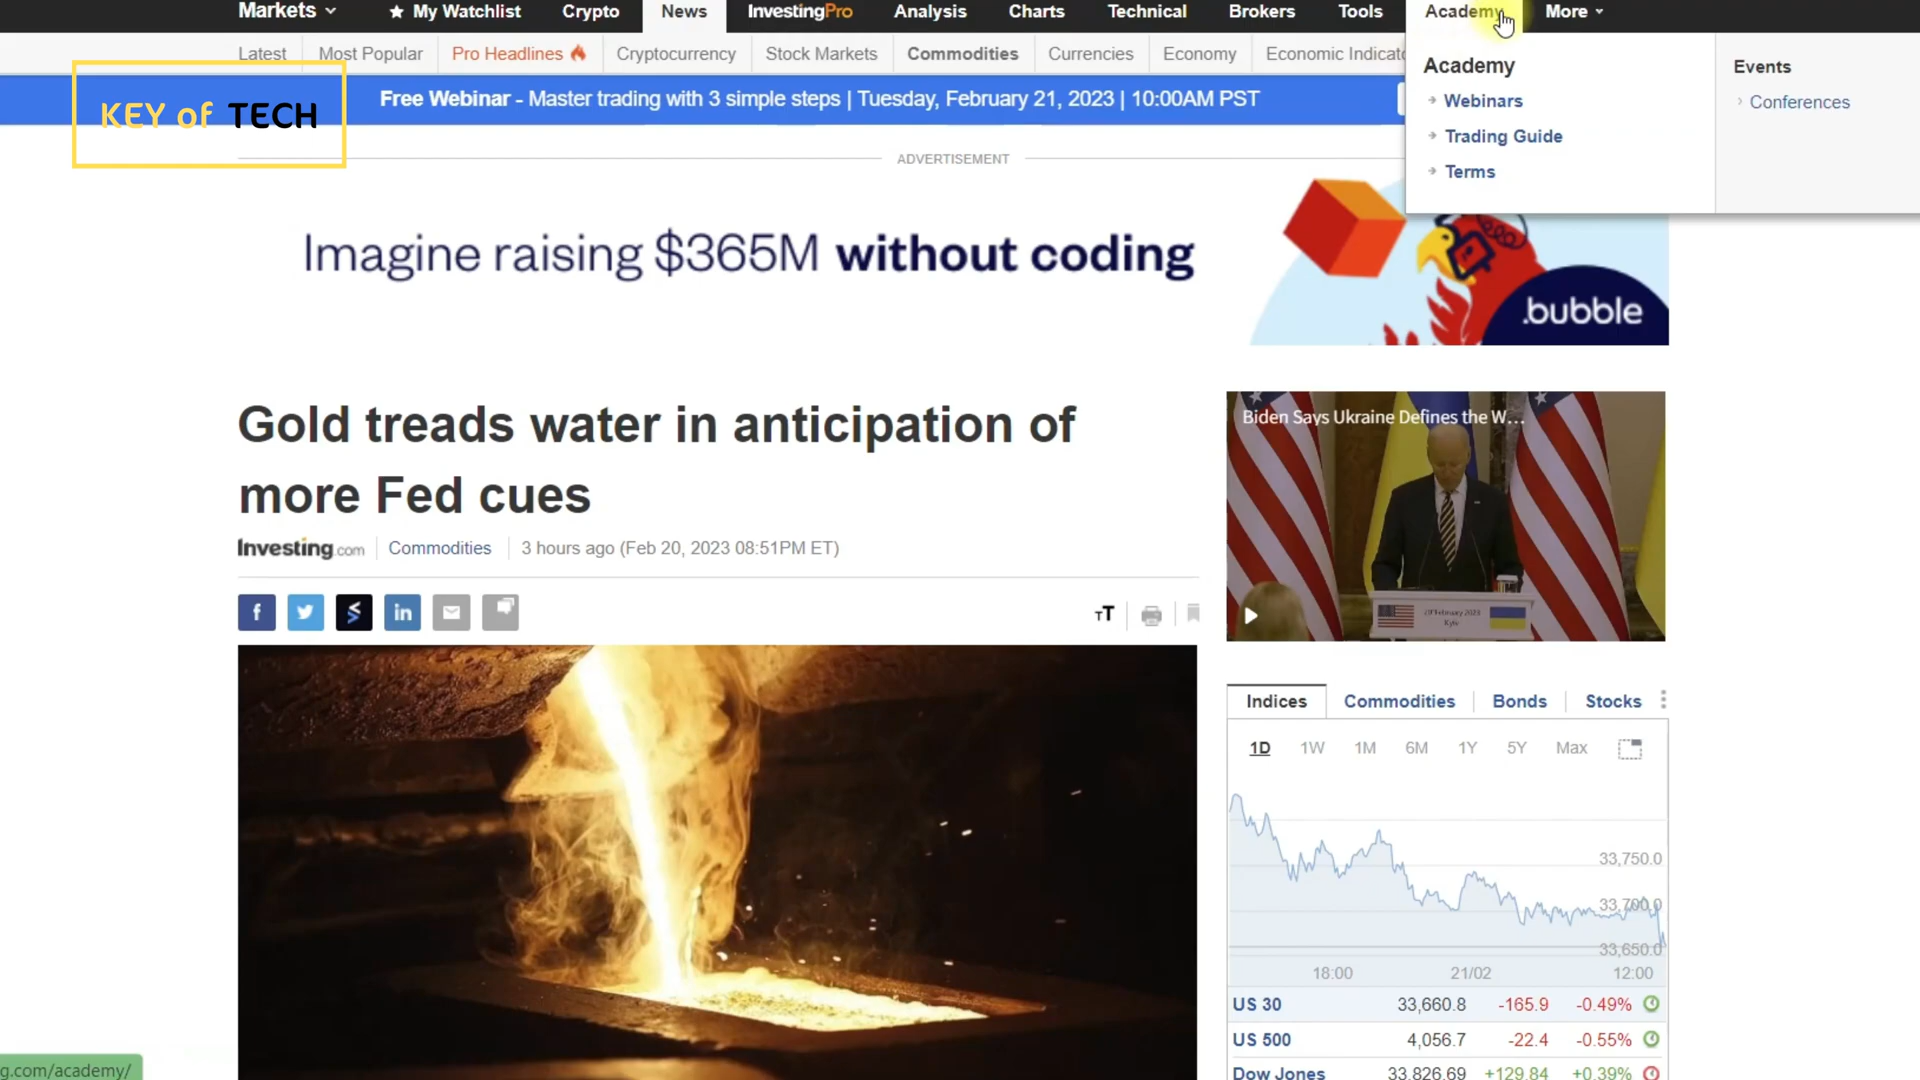 Markets
My Watchlist
Crypto
News
InvestingPro
Analysis
Charts
Technical
Brokers
Tools
Academy
More
Latest
Most Popular
Pro Headlines
Cryptocurrency
Stock Markets
Commodities
Currencies
Economy
Economic Indicato
Academy
Webinars
Trading Guide
Terms
Events
Conferences
KEY of TECH
Free Webinar - Master trading with 3 simple steps | Tuesday, February 21, 2023 | 10:00AM PST
ADVERTISEMENT
Imagine raising $365M without coding
.bubble
Gold treads water in anticipation of
more Fed cues
Investing.com
Commodities
3 hours ago (Feb 20, 2023 08:51PM ET)
Biden Says Ukraine Defines the W...
Indices
Commodities
Bonds
Stocks
1D 1W 1M 6M 1Y 5Y Max
33,750.0
33,700.0
33,650.0
18:00 21/02 12:00
US 30 33,660.8 -165.9 -0.49%
US 500 4,056.7 -22.4 -0.55%
Dow Jones 33,826.69 +129.84 +0.39%
g.com/academy/